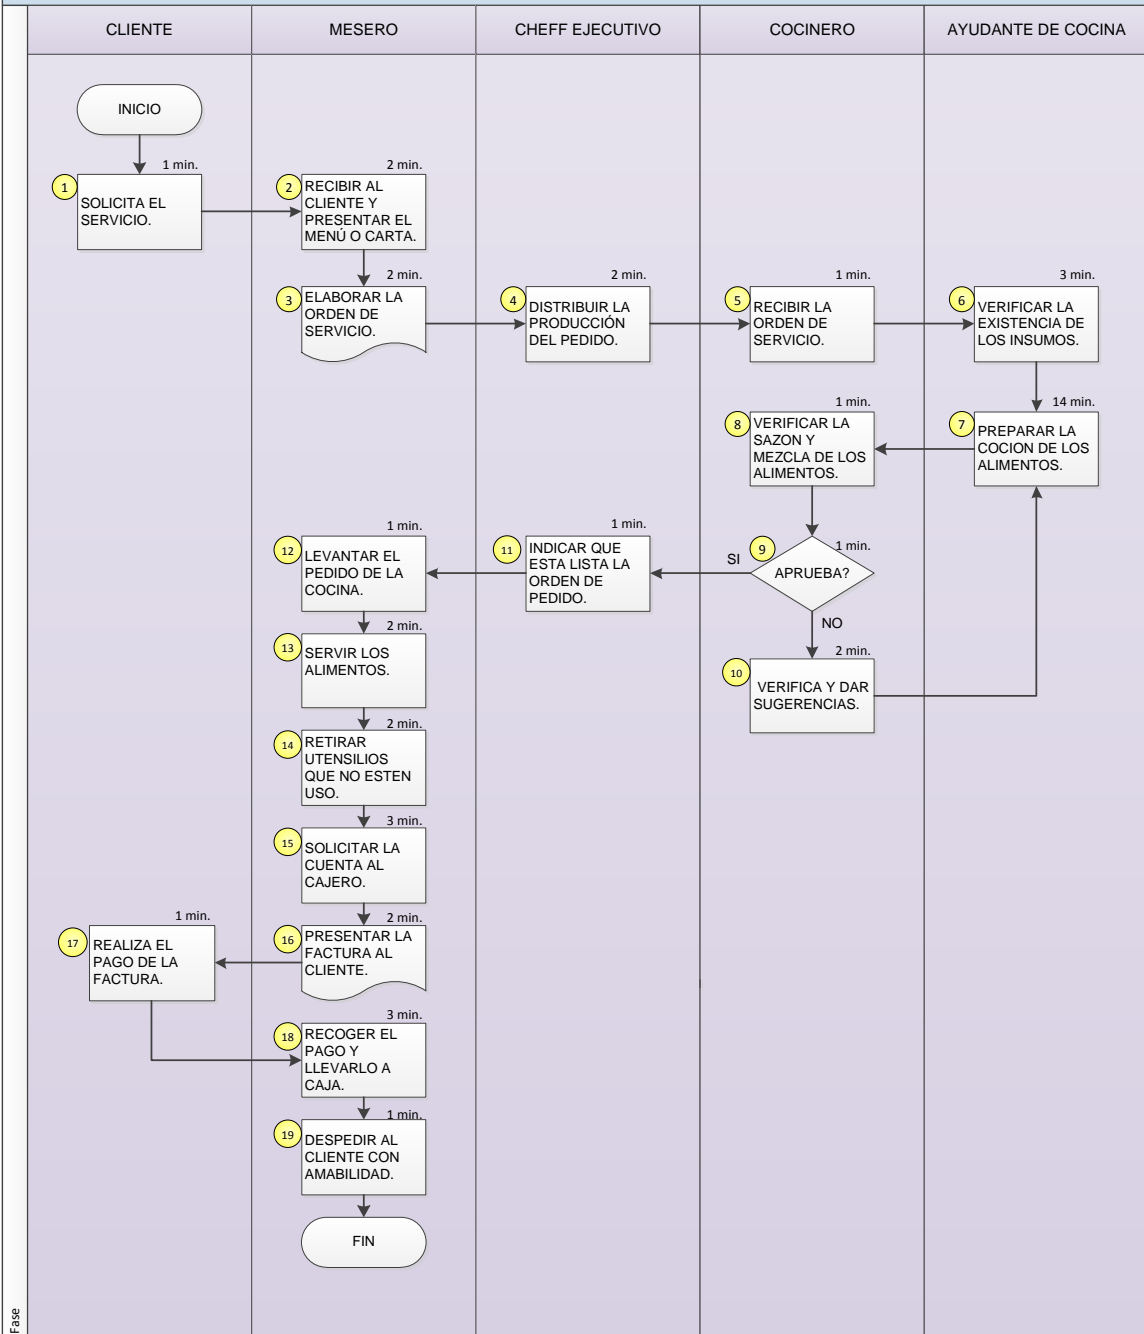 CLIENTE
MESERO
CHEFF EJECUTIVO
COCINERO
AYUDANTE DE COCINA
INICIO
1 min.
1
SOLICITA EL
SERVICIO.
2 min.
2
RECIBIR AL
CLIENTE Y
PRESENTAR EL
MENÚ O CARTA.
2 min.
3
ELABORAR LA
ORDEN DE
SERVICIO.
2 min.
4
DISTRIBUIR LA
PRODUCCIÓN
DEL PEDIDO.
1 min.
5
RECIBIR LA
ORDEN DE
SERVICIO.
3 min.
6
VERIFICAR LA
EXISTENCIA DE
LOS INSUMOS.
14 min.
7
PREPARAR LA
COCION DE LOS
ALIMENTOS.
1 min.
8
VERIFICAR LA
SAZON Y
MEZCLA DE LOS
ALIMENTOS.
9
1 min.
APRUEBA?
SI
NO
2 min.
10
VERIFICA Y DAR
SUGERENCIAS.
1 min.
11
INDICAR QUE
ESTA LISTA LA
ORDEN DE
PEDIDO.
1 min.
12
LEVANTAR EL
PEDIDO DE LA
COCINA.
2 min.
13
SERVIR LOS
ALIMENTOS.
2 min.
14
RETIRAR
UTENSILIOS
QUE NO ESTEN
USO.
3 min.
15
SOLICITAR LA
CUENTA AL
CAJERO.
2 min.
16
PRESENTAR LA
FACTURA AL
CLIENTE.
1 min.
17
REALIZA EL
PAGO DE LA
FACTURA.
3 min.
18
RECOGER EL
PAGO Y
LLEVARLO A
CAJA.
1 min.
19
DESPEDIR AL
CLIENTE CON
AMABILIDAD.
FIN
Fase